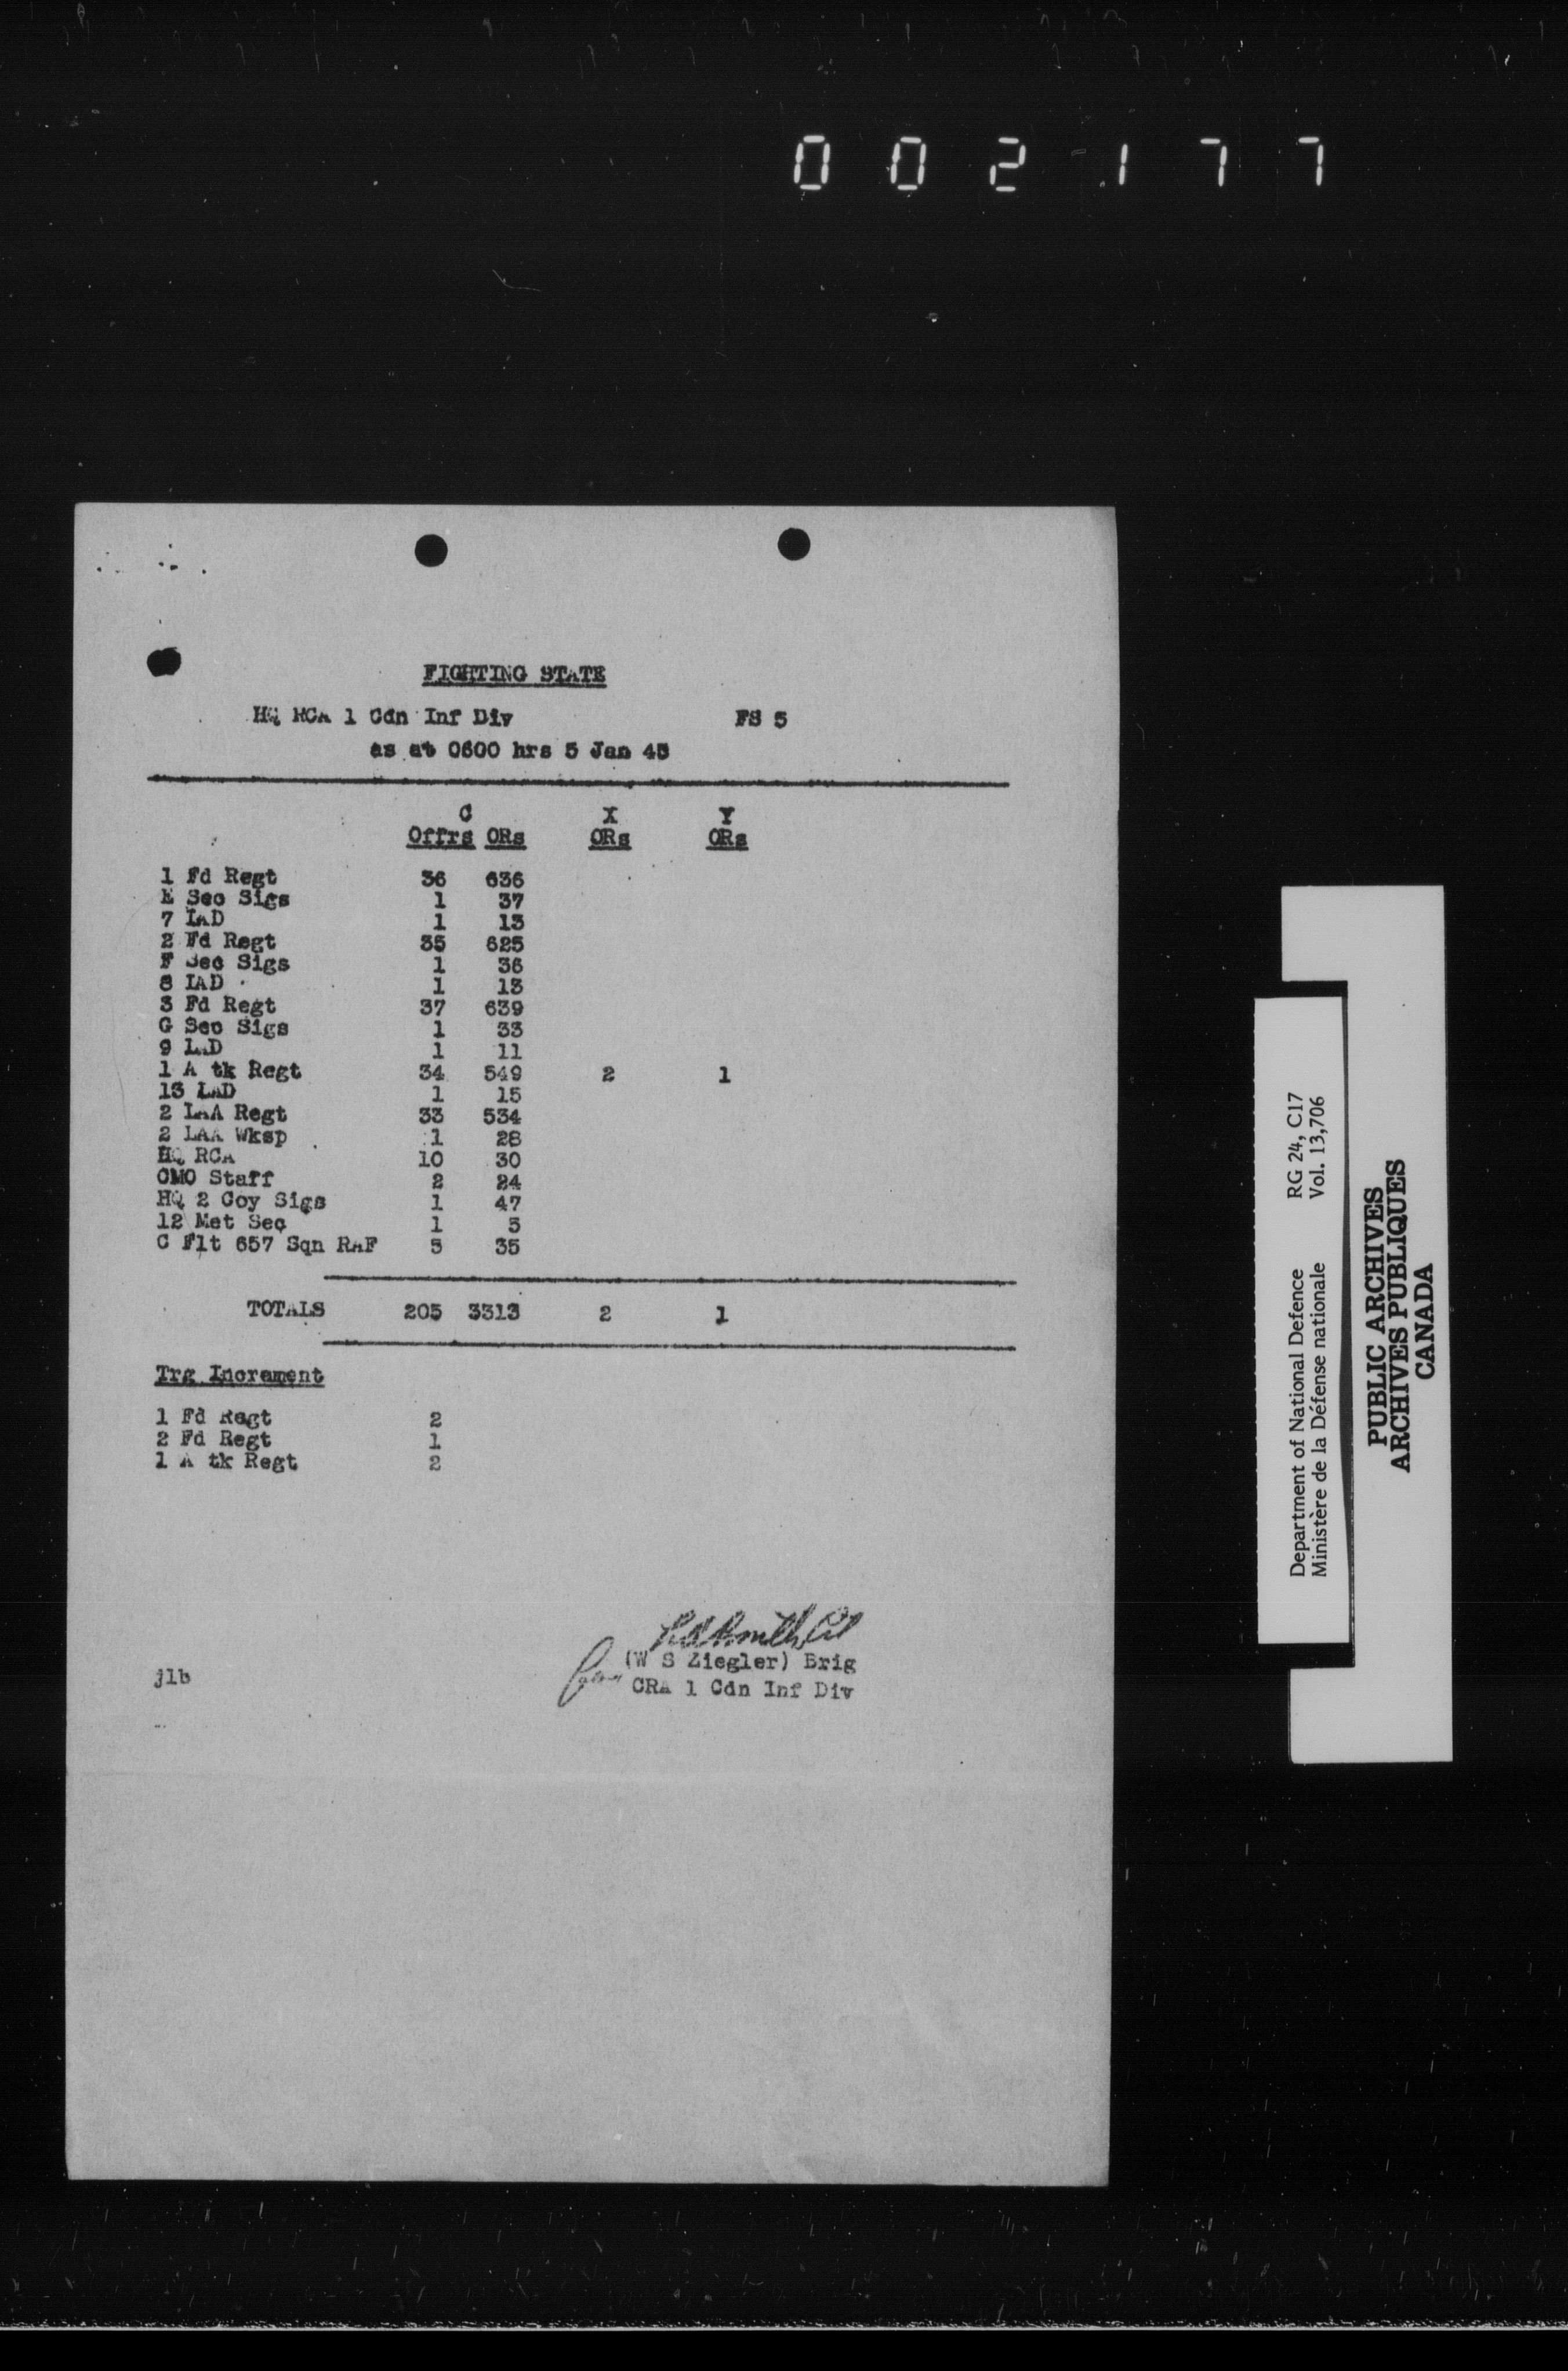 002177
FIGHTING STATE
HQ RCA 1 Cdn Inf Div FS 5
as at 0600 hrs 5 Jan 45
C X Y
Offrs ORs ORs ORs
1 Fd Regt 36 636
E Sec Sigs 1 37
7 LAD 1 13
2 Fd Regt 35 625
F Sec Sigs 1 36
8 LAD 1 13
3 Fd Regt 37 639
G Sec Sigs 1 33
9 LAD 1 11
1 A tk Regt 34 549 2 1
13 LAD 1 15
2 LAA Regt 33 534
2 LAA Wksp 1 28
HQ RCA 10 30
CMO Staff 2 24
HQ 2 Coy Sigs 1 47
12 Met Sec 1 5
C Flt 657 Sqn RAF 5 35
TOTALS 205 3313 2 1
Trg Increment
1 Fd Regt 2
2 Fd Regt 1
1 A tk Regt 2
for (W S Ziegler) Brig
jlb CRA 1 Cdn Inf Div
Department of National Defence RG 24, C17
Ministère de la Défense nationale Vol. 13,706
PUBLIC ARCHIVES
ARCHIVES PUBLIQUES
CANADA